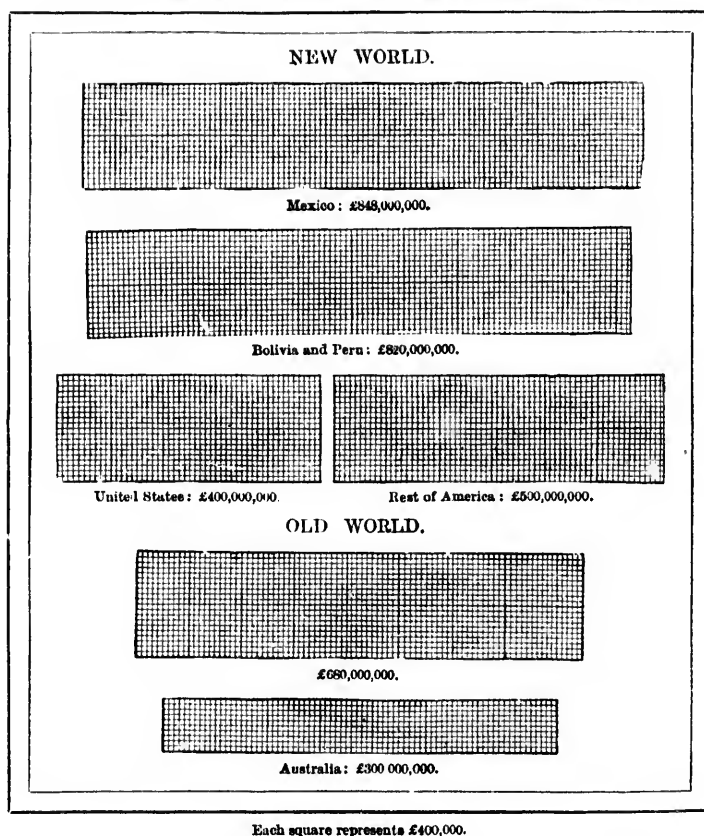 NEW WORLD.
Mexico: £848,000,000.
Bolivia and Peru: £820,000,000.
United States: £400,000,000.
Rest of America: £500,000,000.
OLD WORLD.
£680,000,000.
Australia: £300 000,000.
Each square represents £400,000.